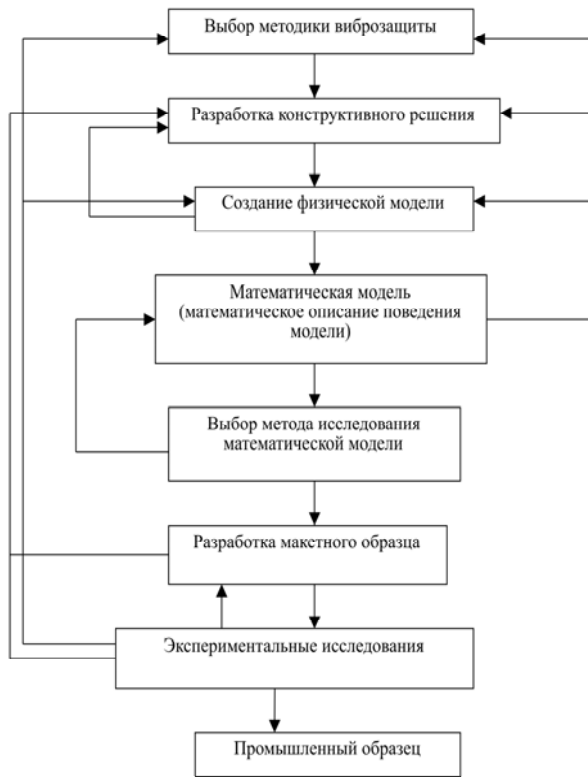 Выбор методики виброзащиты
Разработка конструктивного решения
Создание физической модели
Математическая модель
(математическое описание поведения
модели)
Выбор метода исследования
математической модели
Разработка макетного образца
Экспериментальные исследования
Промышленный образец